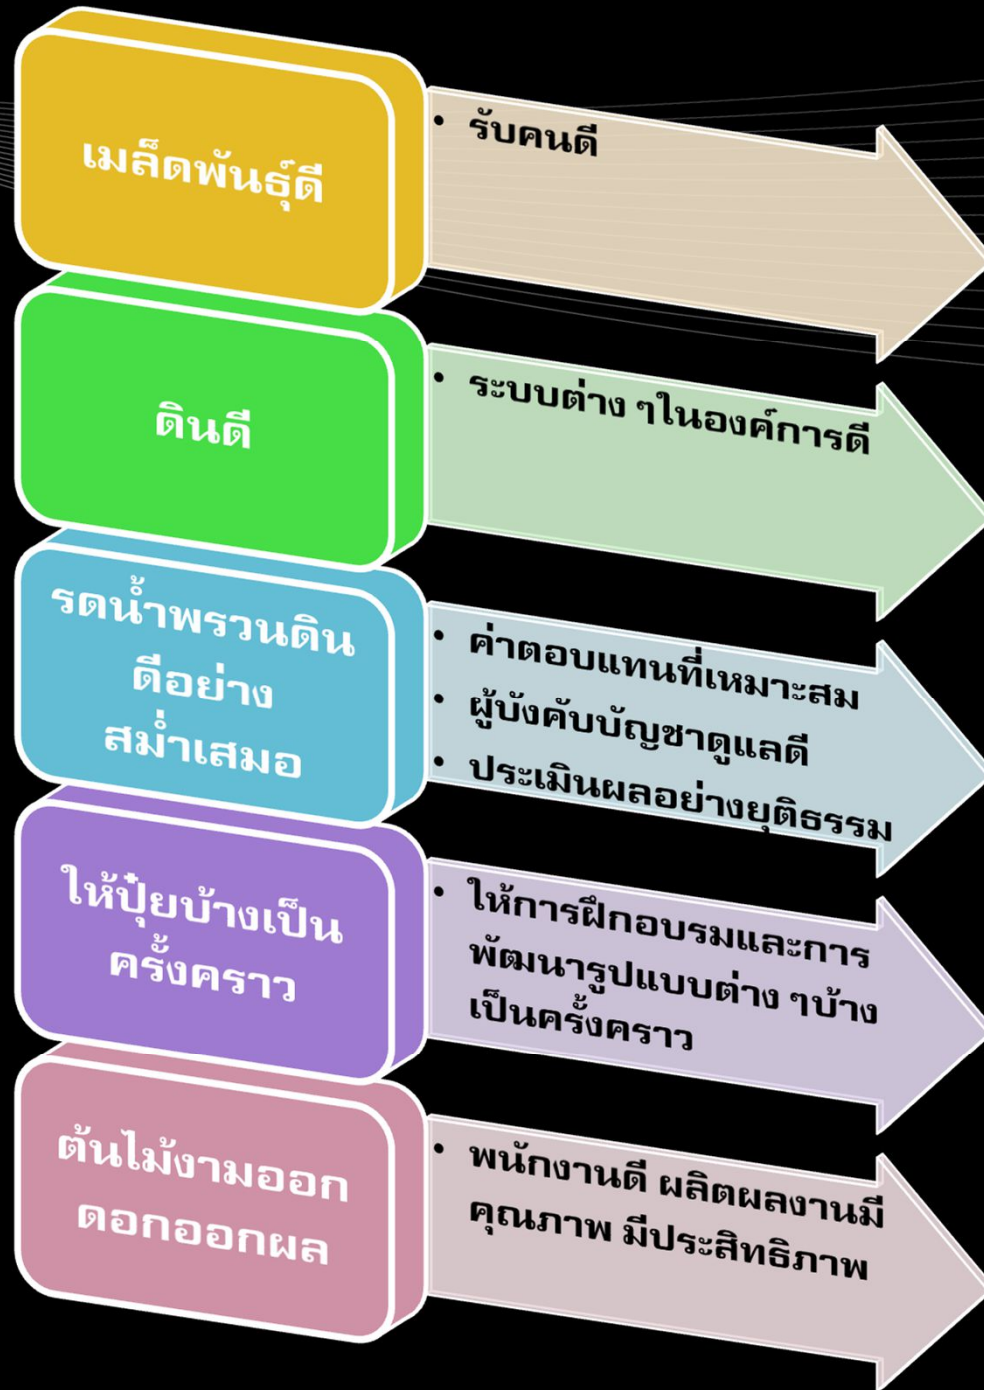 เมล็ดพันธุ์ดี
• รับคนดี
ดินดี
• ระบบต่าง ๆในองค์การดี
รดน้ำพรวนดิน
ดีอย่าง
สม่ำเสมอ
• ค่าตอบแทนที่เหมาะสม
• ผู้บังคับบัญชาดูแลดี
• ประเมินผลอย่างยุติธรรม
ให้ปุ๋ยบ้างเป็น
ครั้งคราว
• ให้การฝึกอบรมและการ
พัฒนารูปแบบต่าง ๆบ้าง
เป็นครั้งคราว
ต้นไม้งามออก
ดอกออกผล
• พนักงานดี ผลิตผลงานมี
คุณภาพ มีประสิทธิภาพ